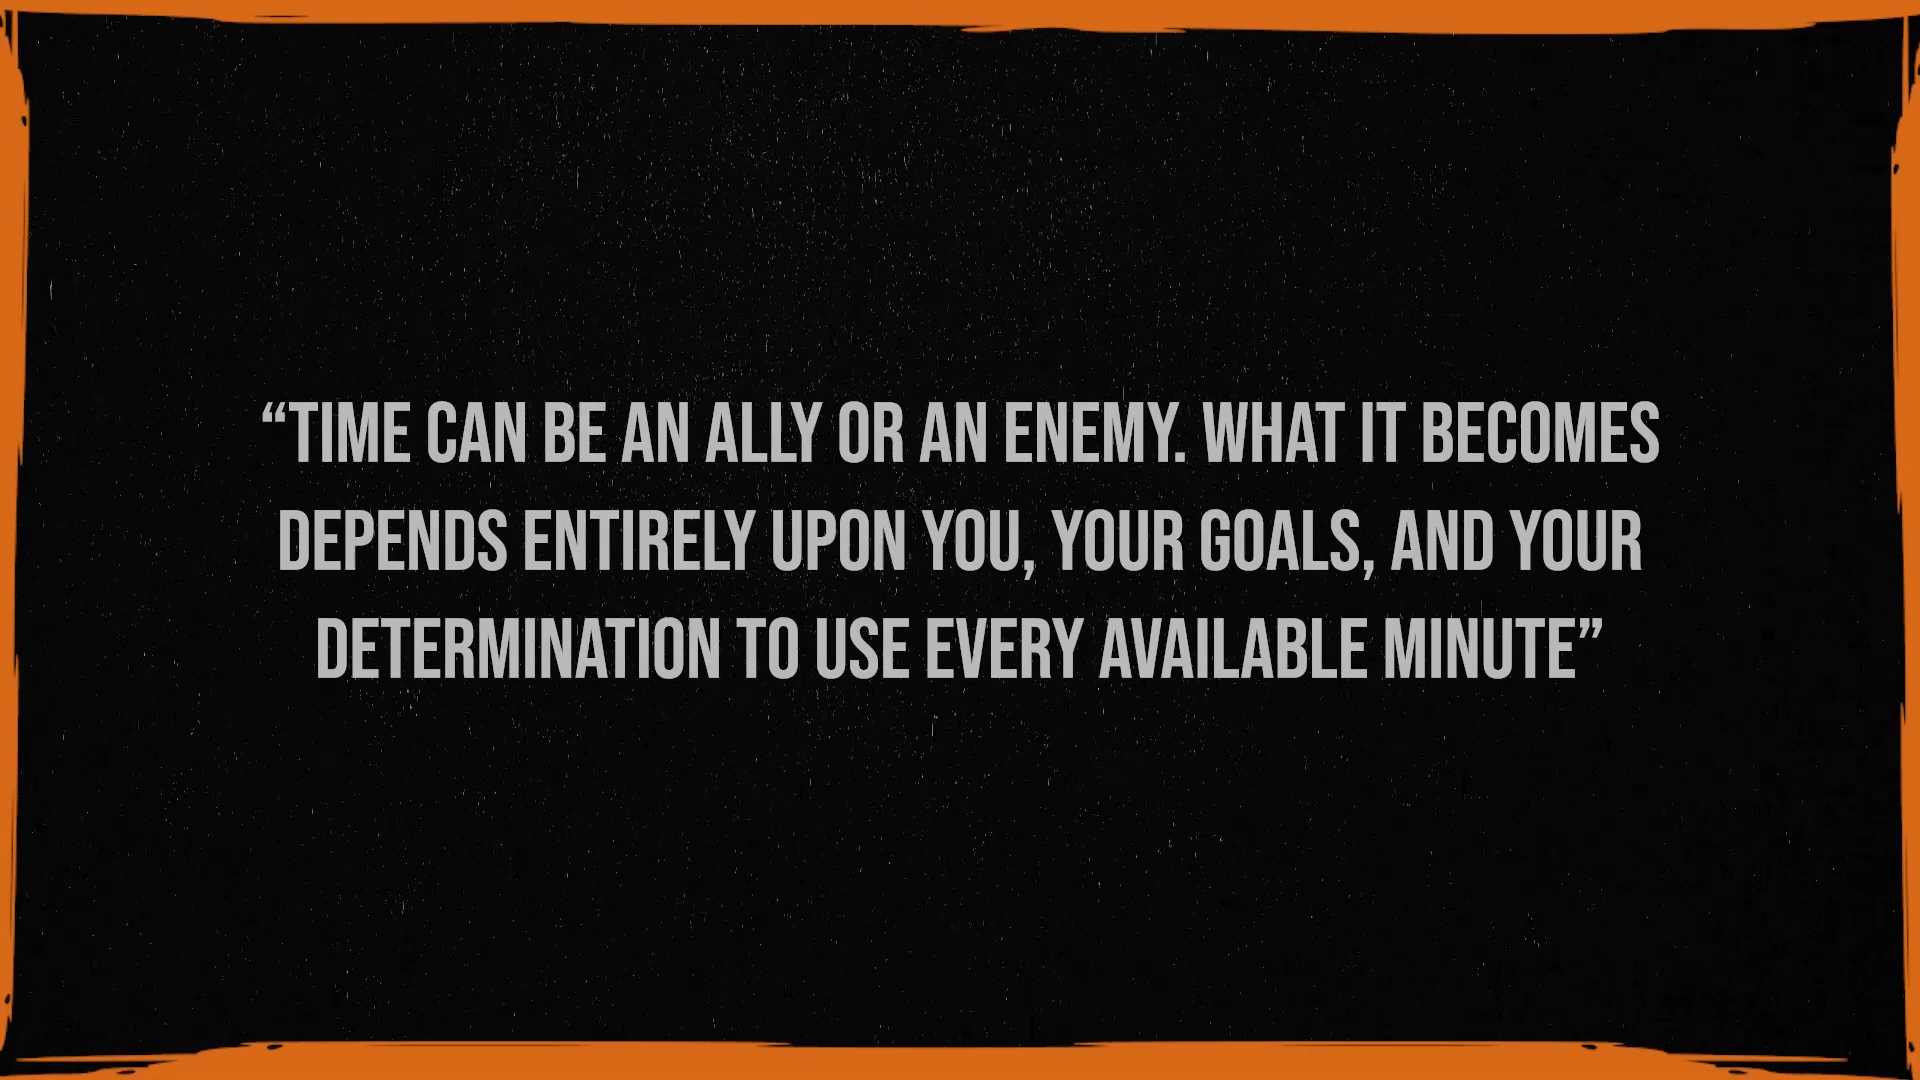 “TIME CAN BE AN ALLY OR AN ENEMY. WHAT IT BECOMES
DEPENDS ENTIRELY UPON YOU, YOUR GOALS, AND YOUR
DETERMINATION TO USE EVERY AVAILABLE MINUTE”